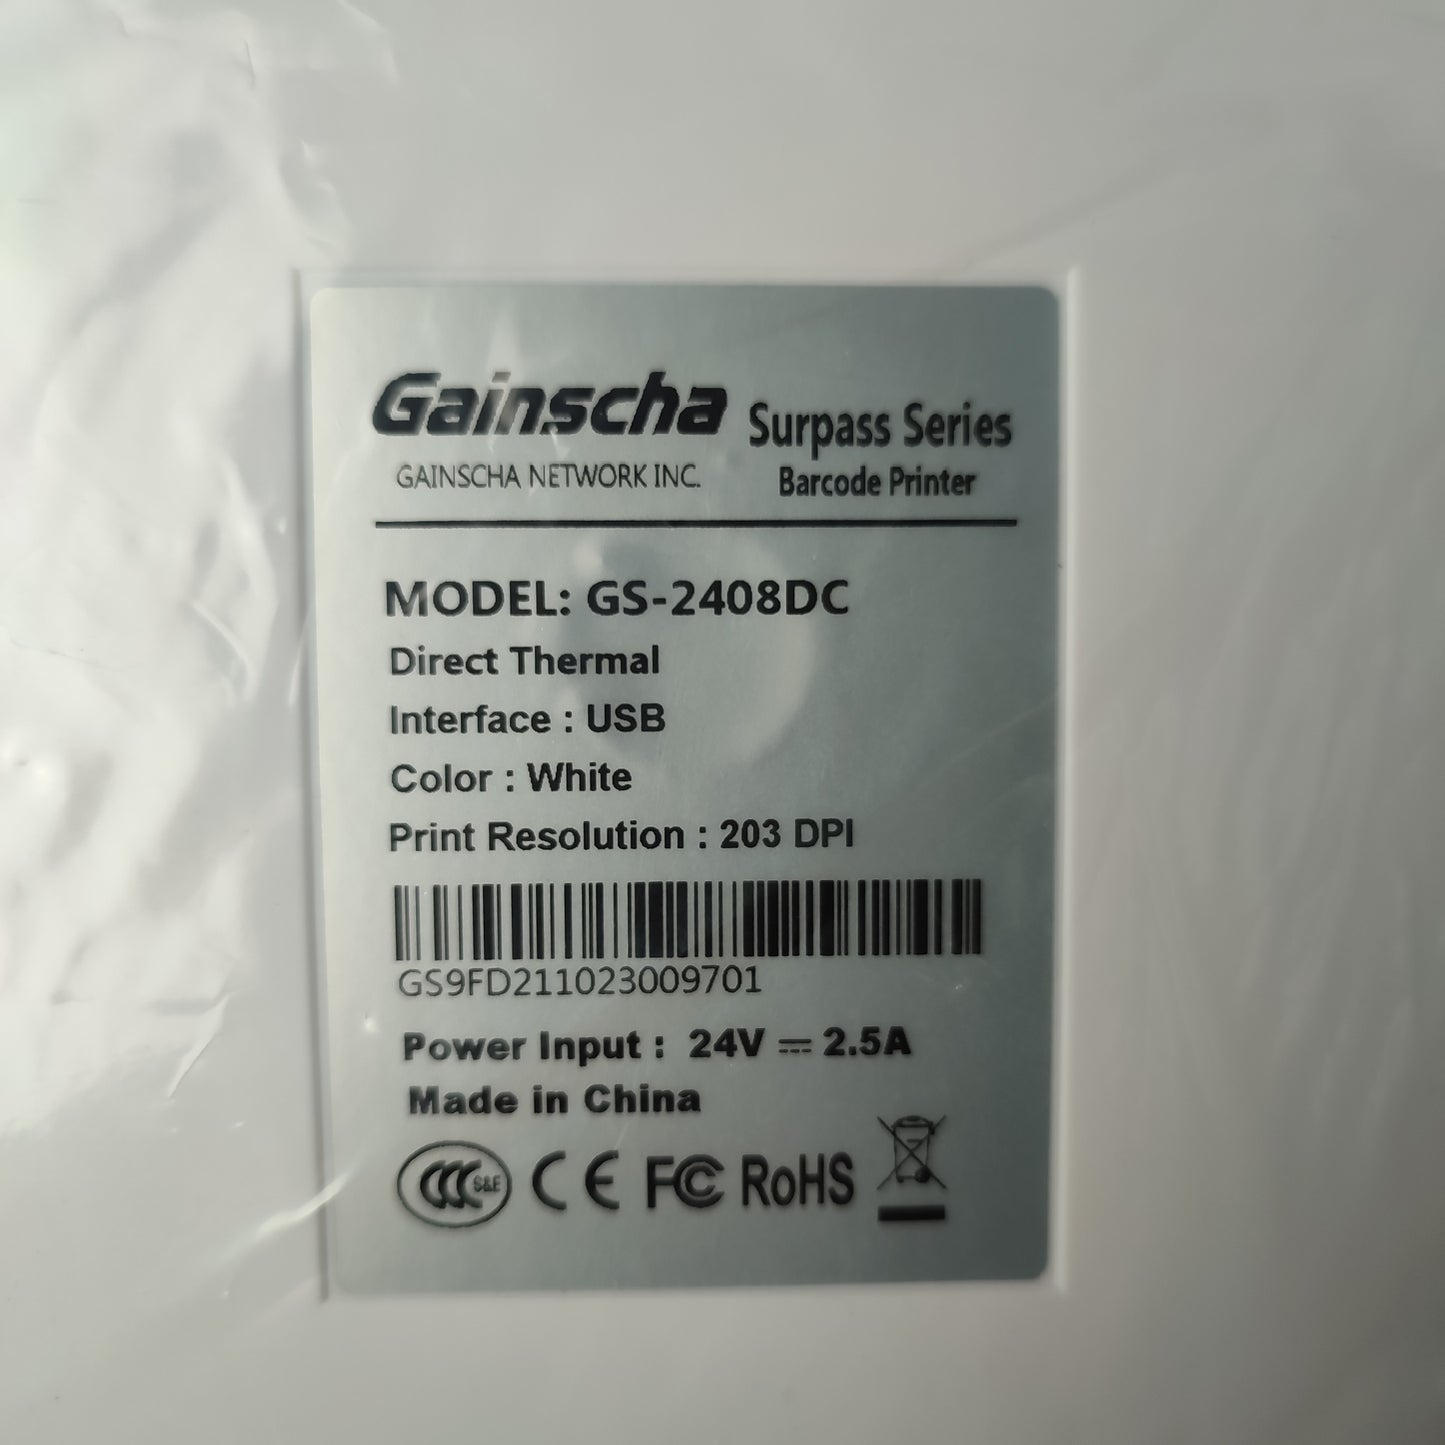 Gainscha Surpass Series
GAINSCHA NETWORK INC. Barcode Printer
MODEL: GS-2408DC
Direct Thermal
Interface : USB
Color : White
Print Resolution : 203 DPI
GS9FD211023009701
Power Input : 24V ⎓ 2.5A
Made in China
CCC S&E CE FC RoHS